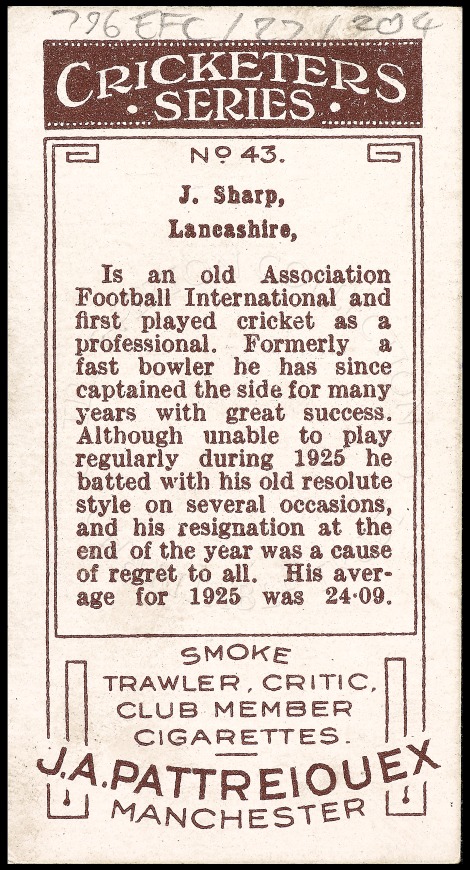 796 EFC/77/204
CRICKETERS
· SERIES ·
No 43.
J. Sharp,
Lancashire,
Is an old Association
Football International and
first played cricket as a
professional. Formerly a
fast bowler he has since
captained the side for many
years with great success.
Although unable to play
regularly during 1925 he
batted with his old resolute
style on several occasions,
and his resignation at the
end of the year was a cause
of regret to all. His aver-
age for 1925 was 24·09.
SMOKE
TRAWLER, CRITIC,
CLUB MEMBER
CIGARETTES.
J.A. PATTREIOUEX
MANCHESTER